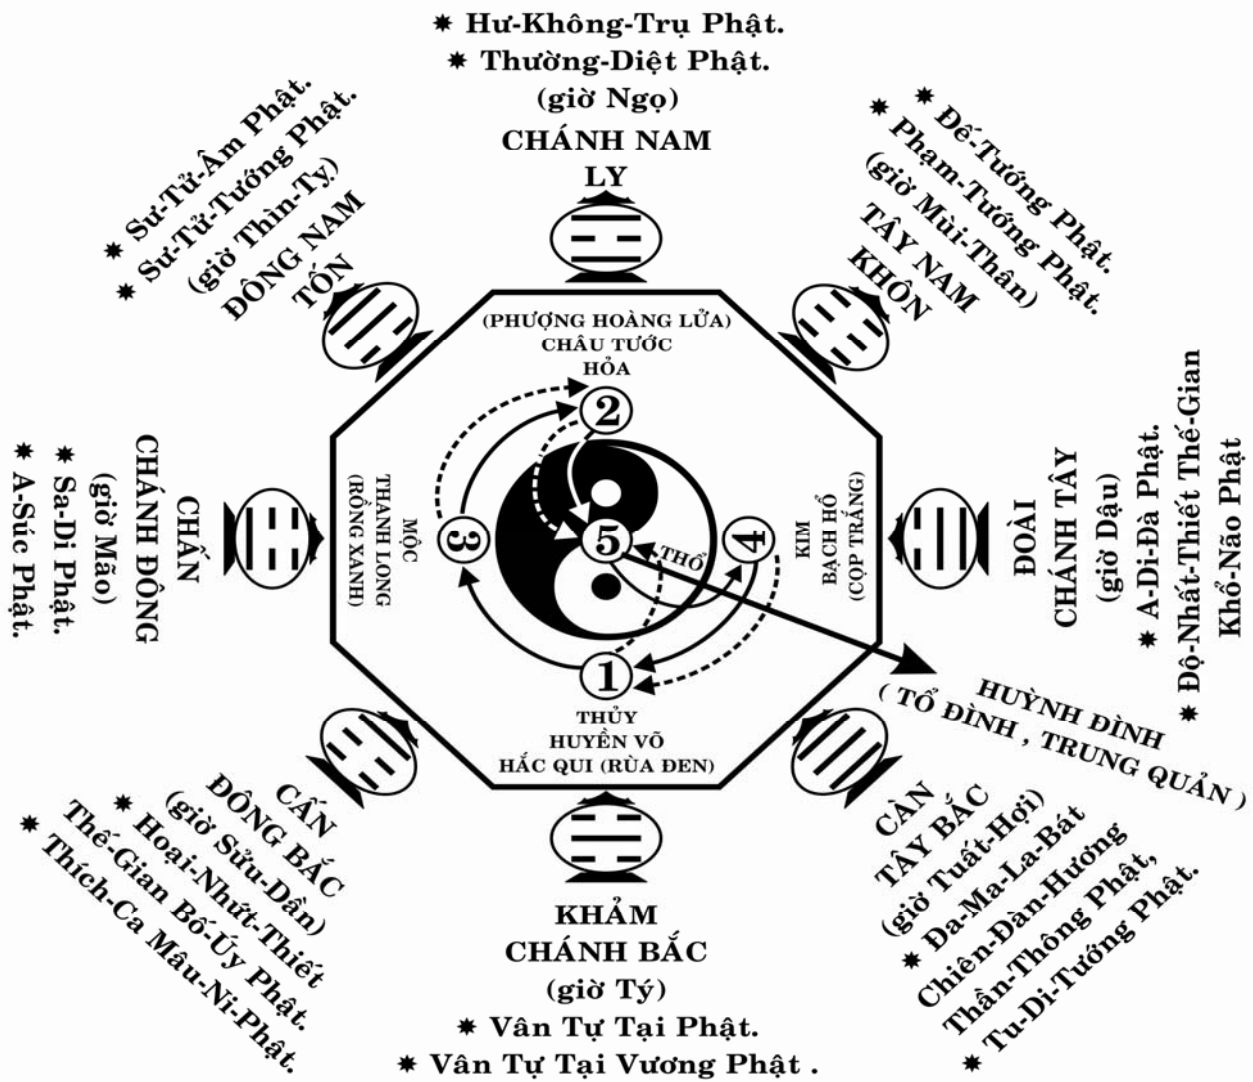 ✷ Hư-Không-Trụ Phật.
✷ Thường-Diệt Phật.
(giờ Ngọ)
CHÁNH NAM
LY
✷ Đế-Tướng Phật.
✷ Phạm-Tướng Phật.
(giờ Mùi-Thân)
TÂY NAM
KHÔN
✷ Sư-Tử-Âm Phật.
✷ Sư-Tử-Tướng Phật.
(giờ Thìn-Tỵ)
ĐÔNG NAM
TỐN
(PHƯỢNG HOÀNG LỬA)
CHÂU TƯỚC
HỎA
2
CHẤN
CHÁNH ĐÔNG
(giờ Mão)
✷ Sa-Di Phật.
✷ A-Súc Phật.
MỘC
THANH LONG
(RỒNG XANH)
3
5
THỔ
4
KIM
BẠCH HỔ
(CỌP TRẮNG)
ĐOÀI
CHÁNH TÂY
(giờ Dậu)
✷ A-Di-Đà Phật.
✷ Độ-Nhất-Thiết Thế-Gian
Khổ-Não Phật
1
THỦY
HUYỀN VÕ
HẮC QUI (RÙA ĐEN)
HUỲNH ĐÌNH
( TỔ ĐÌNH , TRUNG QUẢN )
CẤN
ĐÔNG BẮC
(giờ Sửu-Dần)
✷ Hoại-Nhứt-Thiết
Thế-Gian Bố-Úy Phật.
✷ Thích-Ca Mâu-Ni-Phật.
KHẢM
CHÁNH BẮC
(giờ Tý)
✷ Vân Tự Tại Phật.
✷ Vân Tự Tại Vương Phật .
CÀN
TÂY BẮC
(giờ Tuất-Hợi)
✷ Đa-Ma-La-Bát
Chiên-Đàn-Hương
Thần-Thông Phật,
✷ Tu-Di-Tướng Phật.